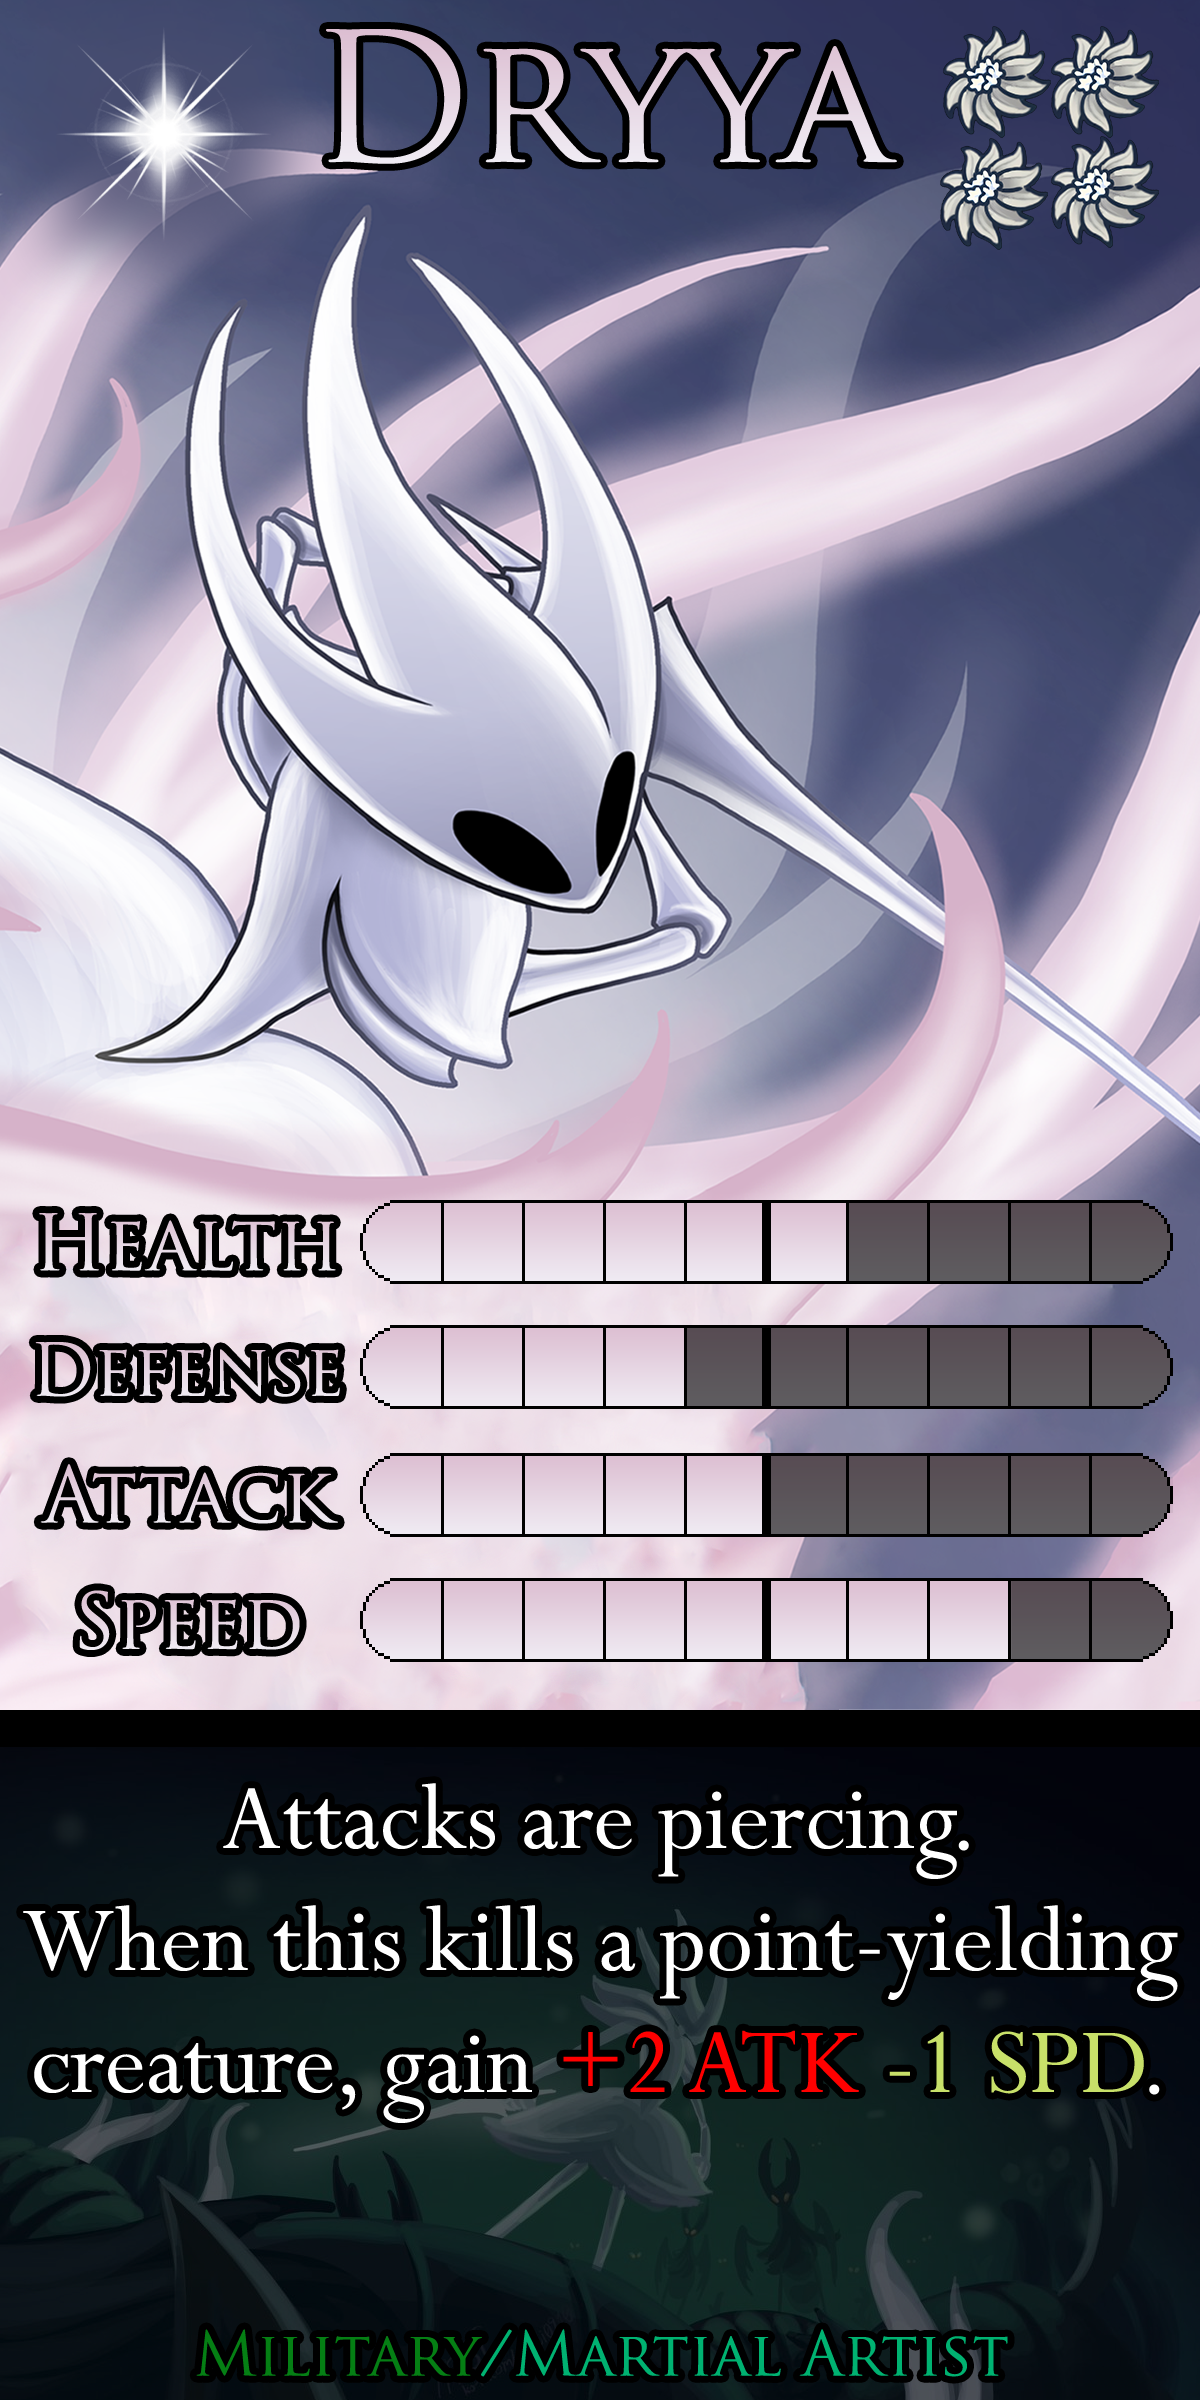 DRYYA
HEALTH
DEFENSE
ATTACK
SPEED
Attacks are piercing.
When this kills a point-yielding
creature, gain +2 ATK -1 SPD.
MILITARY/MARTIAL ARTIST